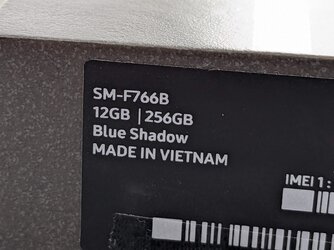 SM-F766B
12GB | 256GB
Blue Shadow
MADE IN VIETNAM
IMEI 1 :